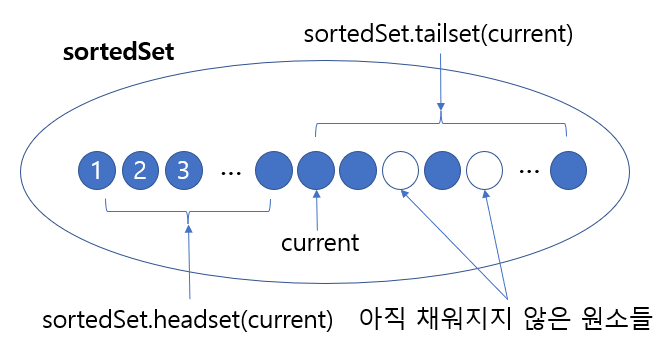 sortedSet.tailset(current)
sortedSet
1 2 3 ... ...
current
sortedSet.headset(current) 아직 채워지지 않은 원소들